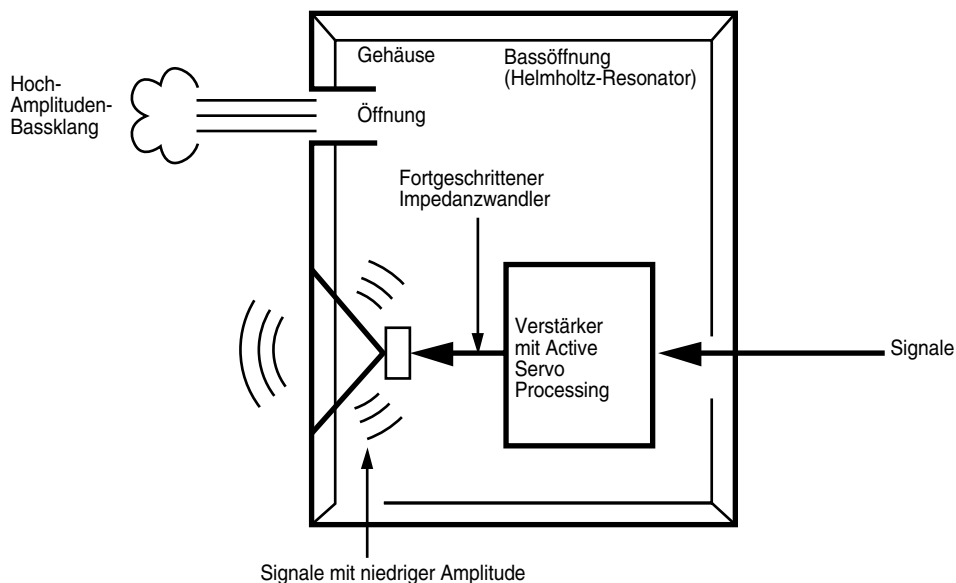 Gehäuse
Bassöffnung
(Helmholtz-Resonator)
Hoch-
Amplituden-
Bassklang
Öffnung
Fortgeschrittener
Impedanzwandler
Verstärker
mit Active
Servo
Processing
Signale
Signale mit niedriger Amplitude